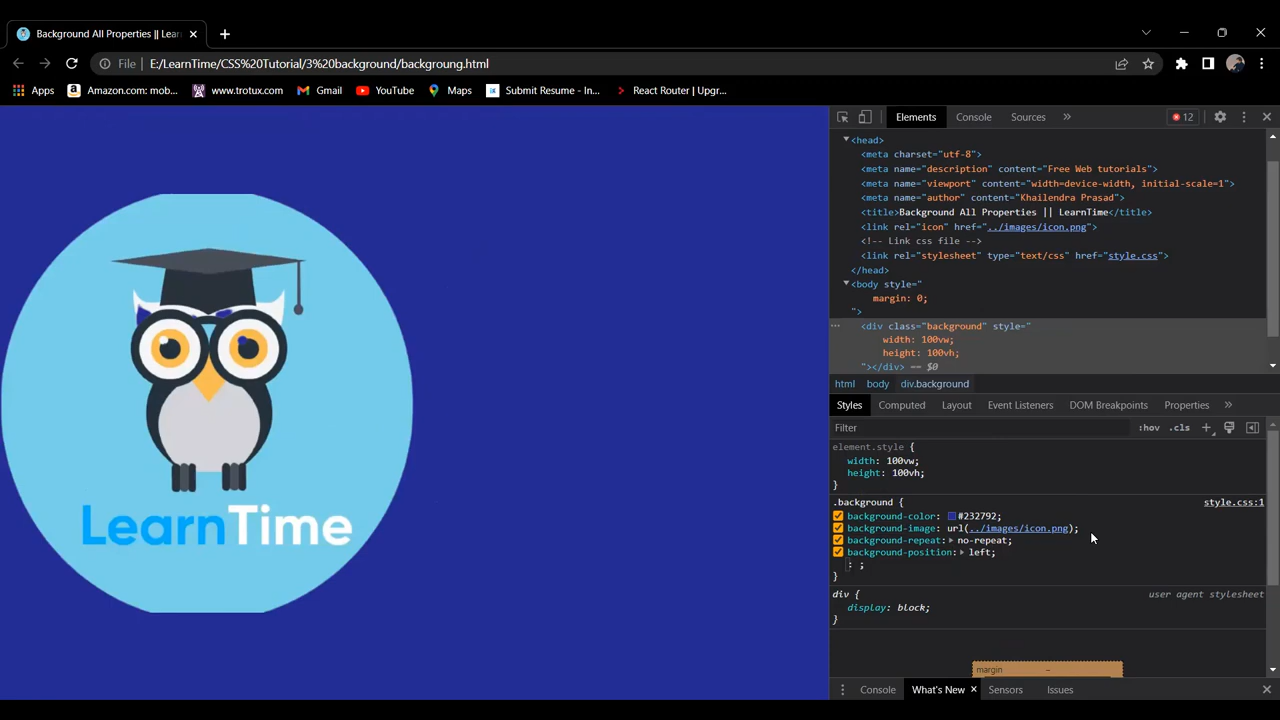 Background All Properties || Lear
File E:/LearnTime/CSS%20Tutorial/3%20background/backgroung.html
Apps Amazon.com: mob... www.trotux.com Gmail YouTube Maps Submit Resume - In... React Router | Upgr...
Elements Console Sources » 12
<head>
<meta charset="utf-8">
<meta name="description" content="Free Web tutorials">
<meta name="viewport" content="width=device-width, initial-scale=1">
<meta name="author" content="Khailendra Prasad">
<title>Background All Properties || LearnTime</title>
<link rel="icon" href="../images/icon.png">
<!-- Link css file -->
<link rel="stylesheet" type="text/css" href="style.css">
</head>
<body style="
margin: 0;
">
<div class="background" style="
width: 100vw;
height: 100vh;
"></div> == $0
html body div.background
Styles Computed Layout Event Listeners DOM Breakpoints Properties »
Filter :hov .cls +
element.style {
width: 100vw;
height: 100vh;
}
.background { style.css:1
background-color: #232792;
background-image: url(../images/icon.png);
background-repeat: no-repeat;
background-position: left;
: ;
}
div { user agent stylesheet
display: block;
}
margin -
Console What's New Sensors Issues
LearnTime